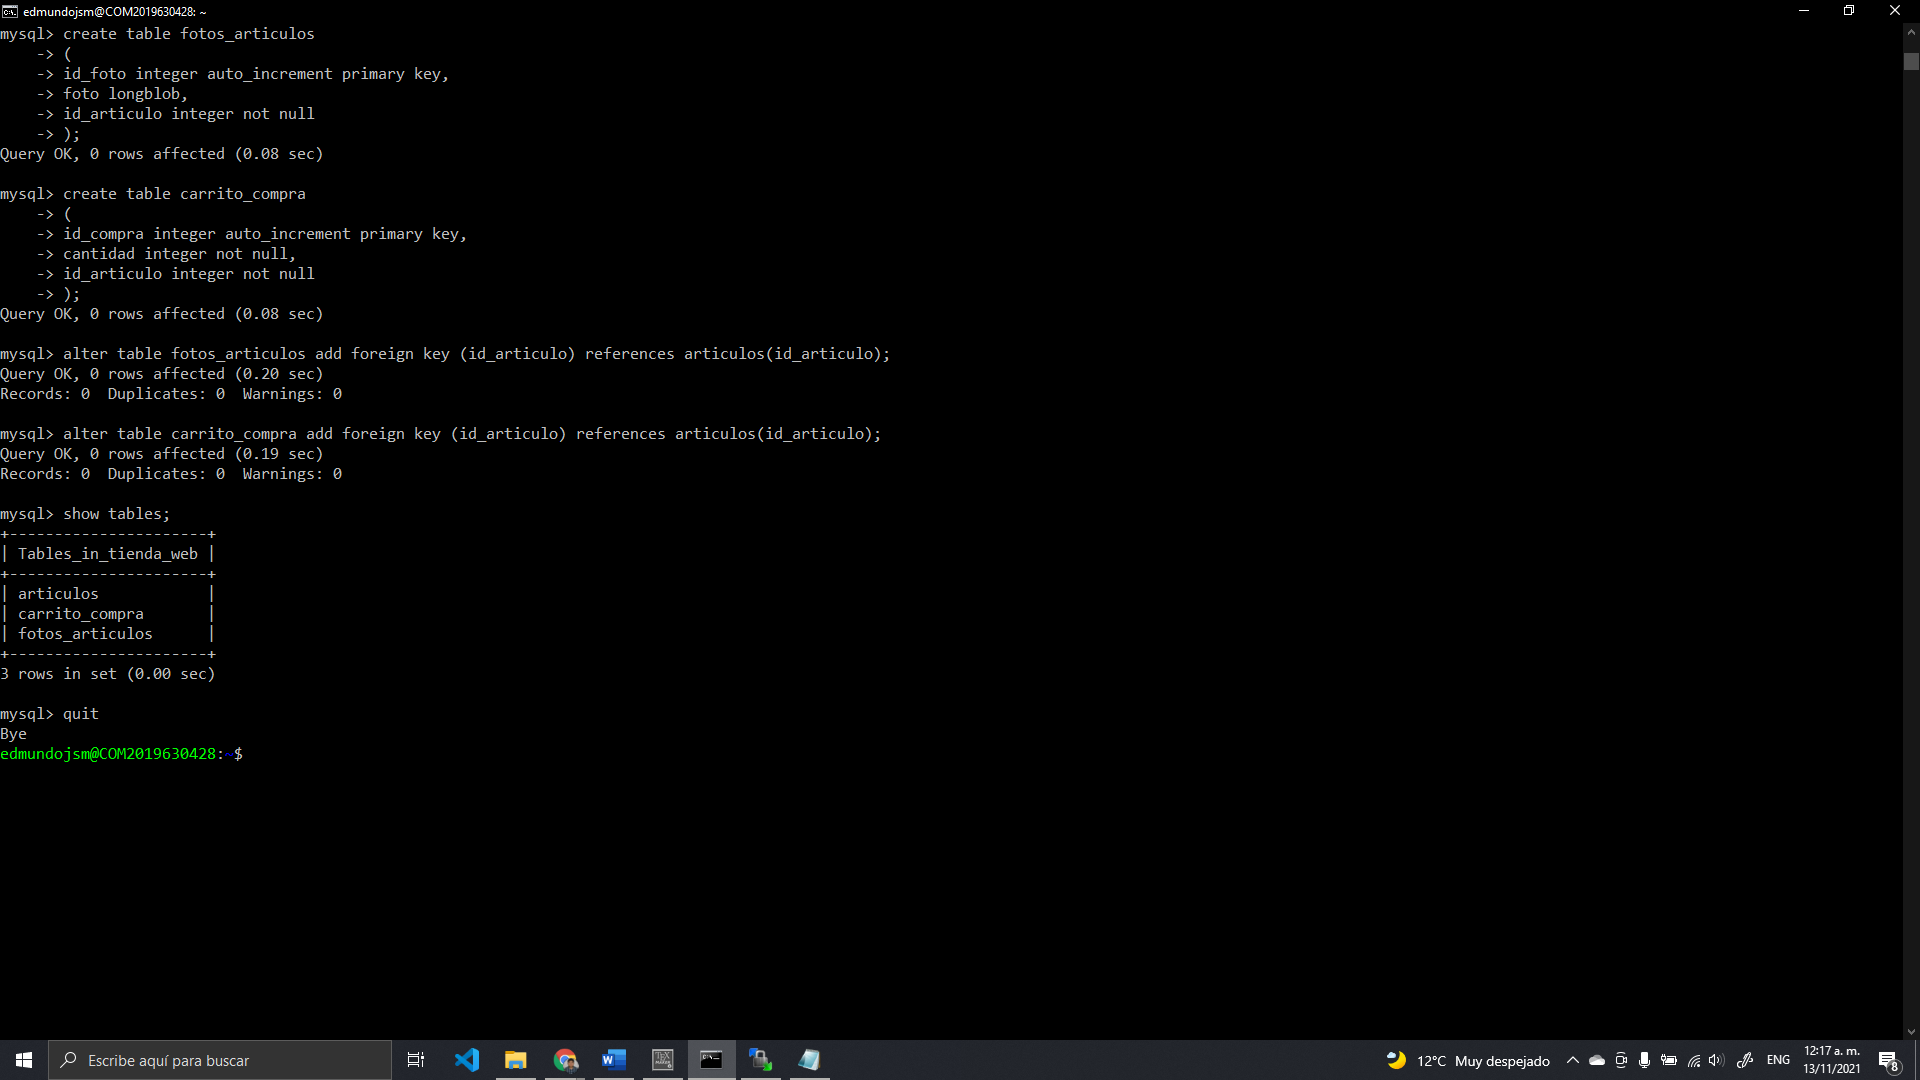 edmundojsm@COM2019630428: ~
mysql> create table fotos_articulos
    -> (
    -> id_foto integer auto_increment primary key,
    -> foto longblob,
    -> id_articulo integer not null
    -> );
Query OK, 0 rows affected (0.08 sec)

mysql> create table carrito_compra
    -> (
    -> id_compra integer auto_increment primary key,
    -> cantidad integer not null,
    -> id_articulo integer not null
    -> );
Query OK, 0 rows affected (0.08 sec)

mysql> alter table fotos_articulos add foreign key (id_articulo) references articulos(id_articulo);
Query OK, 0 rows affected (0.20 sec)
Records: 0  Duplicates: 0  Warnings: 0

mysql> alter table carrito_compra add foreign key (id_articulo) references articulos(id_articulo);
Query OK, 0 rows affected (0.19 sec)
Records: 0  Duplicates: 0  Warnings: 0

mysql> show tables;
+----------------------+
| Tables_in_tienda_web |
+----------------------+
| articulos            |
| carrito_compra       |
| fotos_articulos      |
+----------------------+
3 rows in set (0.00 sec)

mysql> quit
Bye
edmundojsm@COM2019630428:~$
Escribe aquí para buscar
12°C Muy despejado
ENG
12:17 a. m.
13/11/2021
8